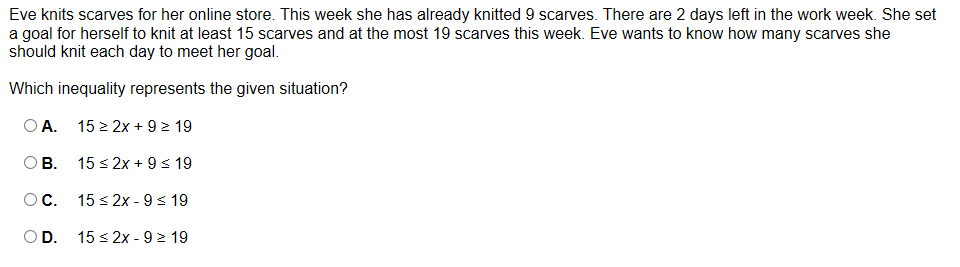 Eve knits scarves for her online store. This week she has already knitted 9 scarves. There are 2 days left in the work week. She set
a goal for herself to knit at least 15 scarves and at the most 19 scarves this week. Eve wants to know how many scarves she
should knit each day to meet her goal.
Which inequality represents the given situation?
A. 15 ≥ 2x + 9 ≥ 19
B. 15 ≤ 2x + 9 ≤ 19
C. 15 ≤ 2x - 9 ≤ 19
D. 15 ≤ 2x - 9 ≥ 19